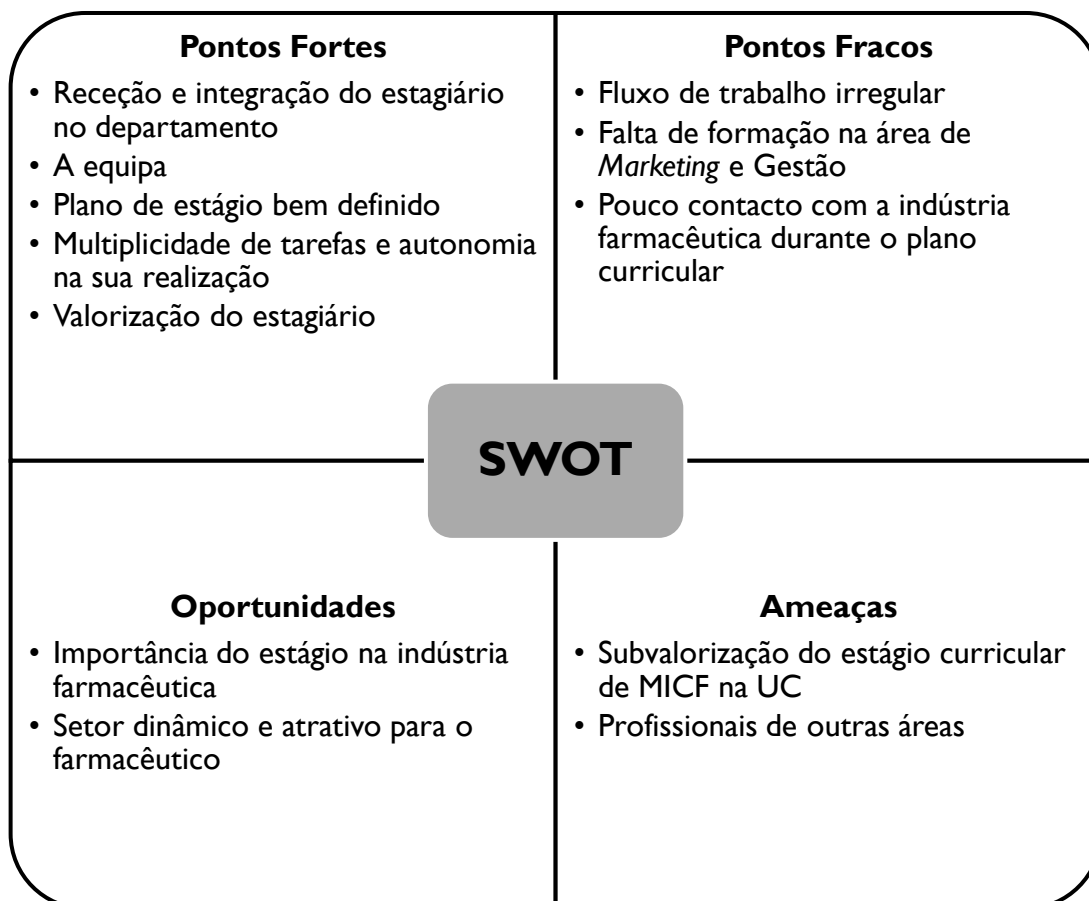 Pontos Fortes
• Receção e integração do estagiário
no departamento
• A equipa
• Plano de estágio bem definido
• Multiplicidade de tarefas e autonomia
na sua realização
• Valorização do estagiário
Pontos Fracos
• Fluxo de trabalho irregular
• Falta de formação na área de
Marketing e Gestão
• Pouco contacto com a indústria
farmacêutica durante o plano
curricular
SWOT
Oportunidades
• Importância do estágio na indústria
farmacêutica
• Setor dinâmico e atrativo para o
farmacêutico
Ameaças
• Subvalorização do estágio curricular
de MICF na UC
• Profissionais de outras áreas